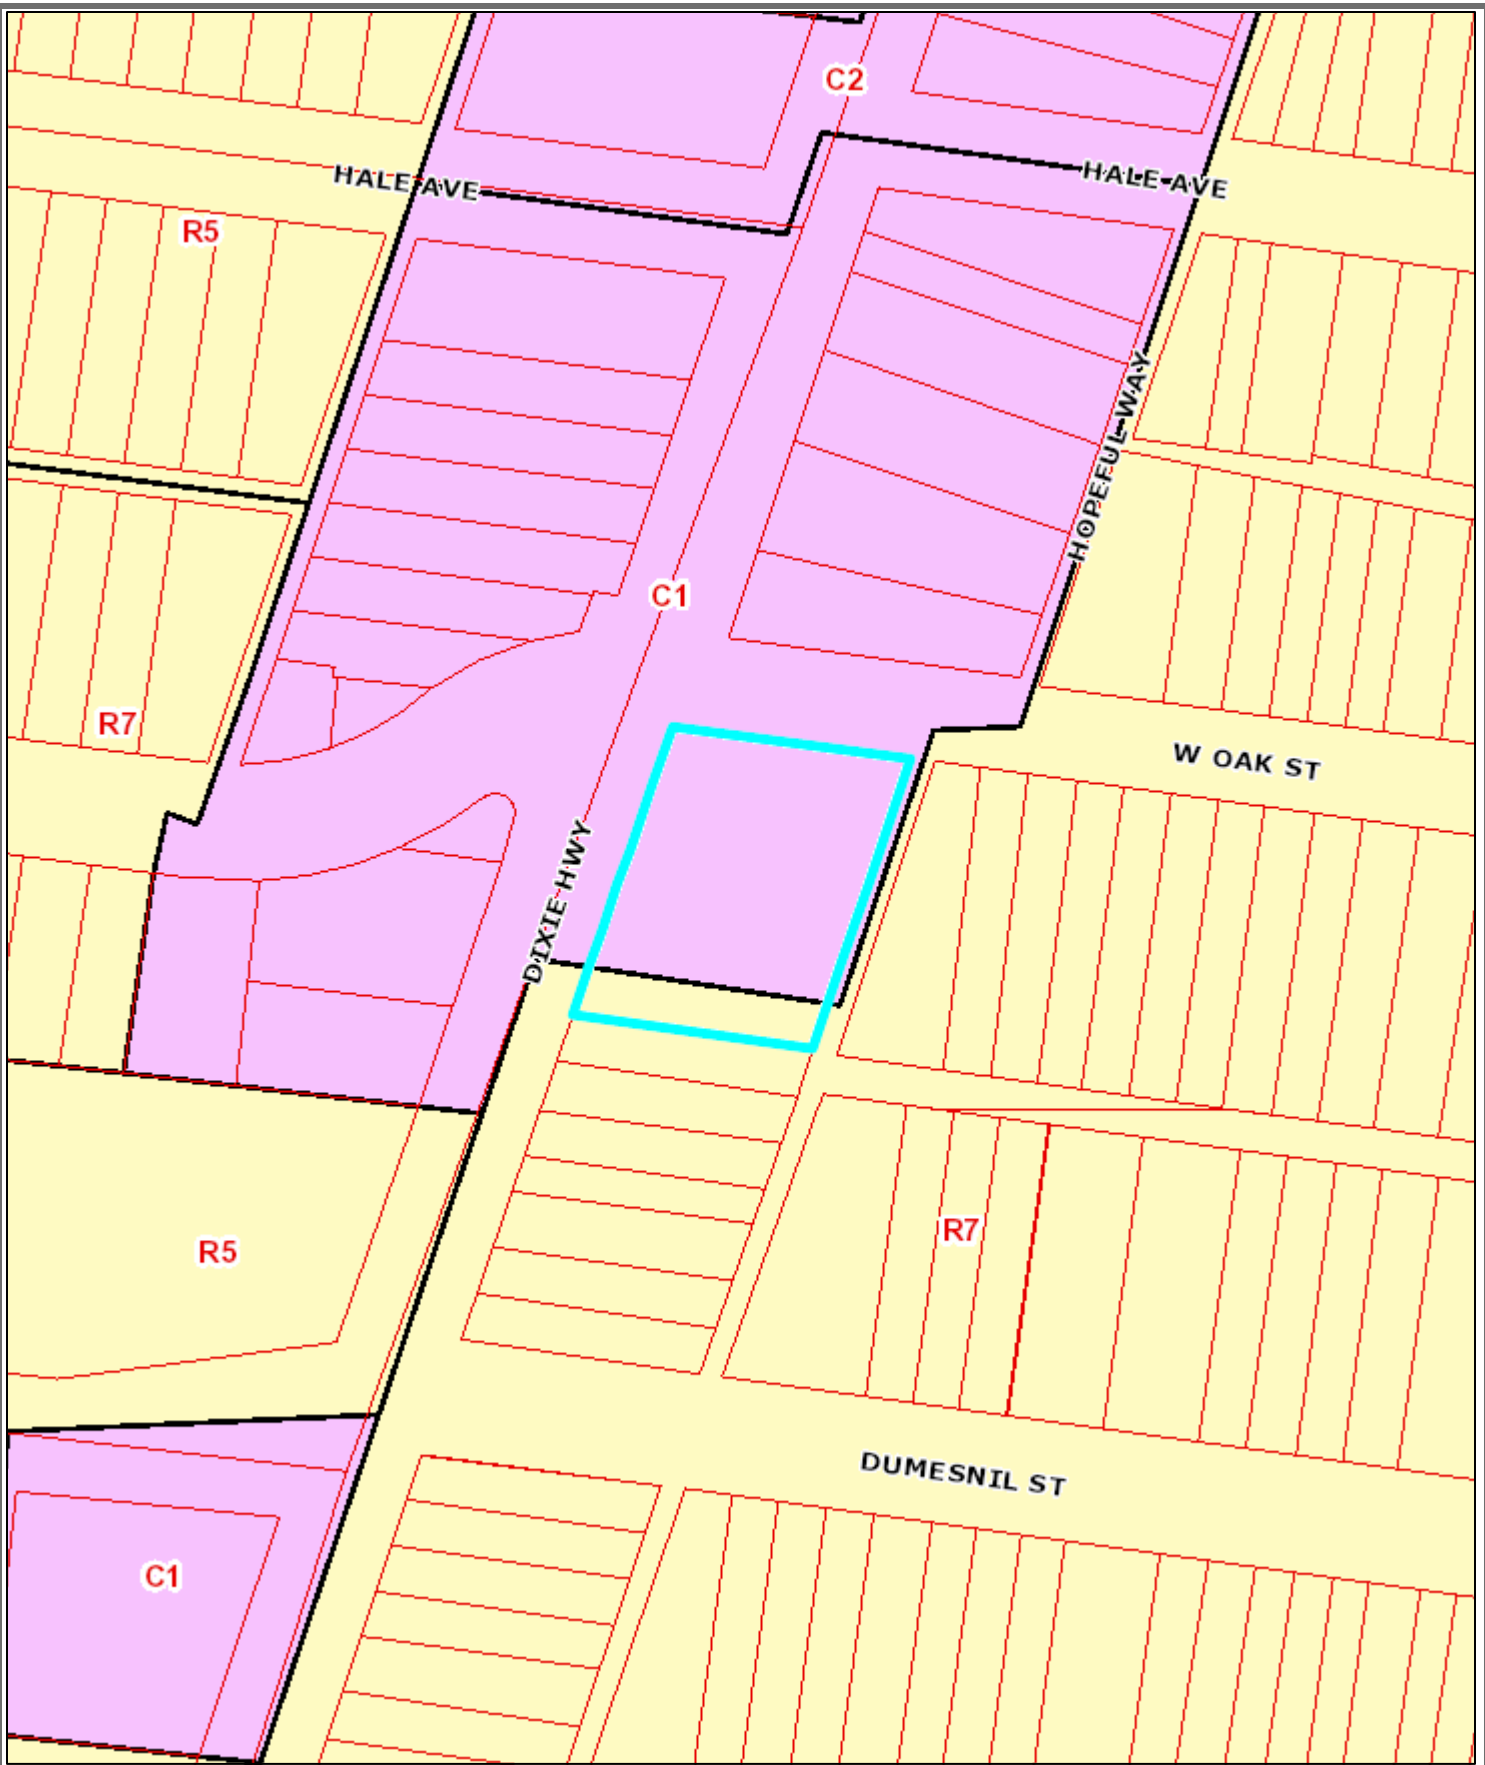 C2
HALE AVE
HALE AVE
R5
HOPEFUL WAY
C1
R7
W OAK ST
DIXIE HWY
R7
R5
DUMESNIL ST
C1